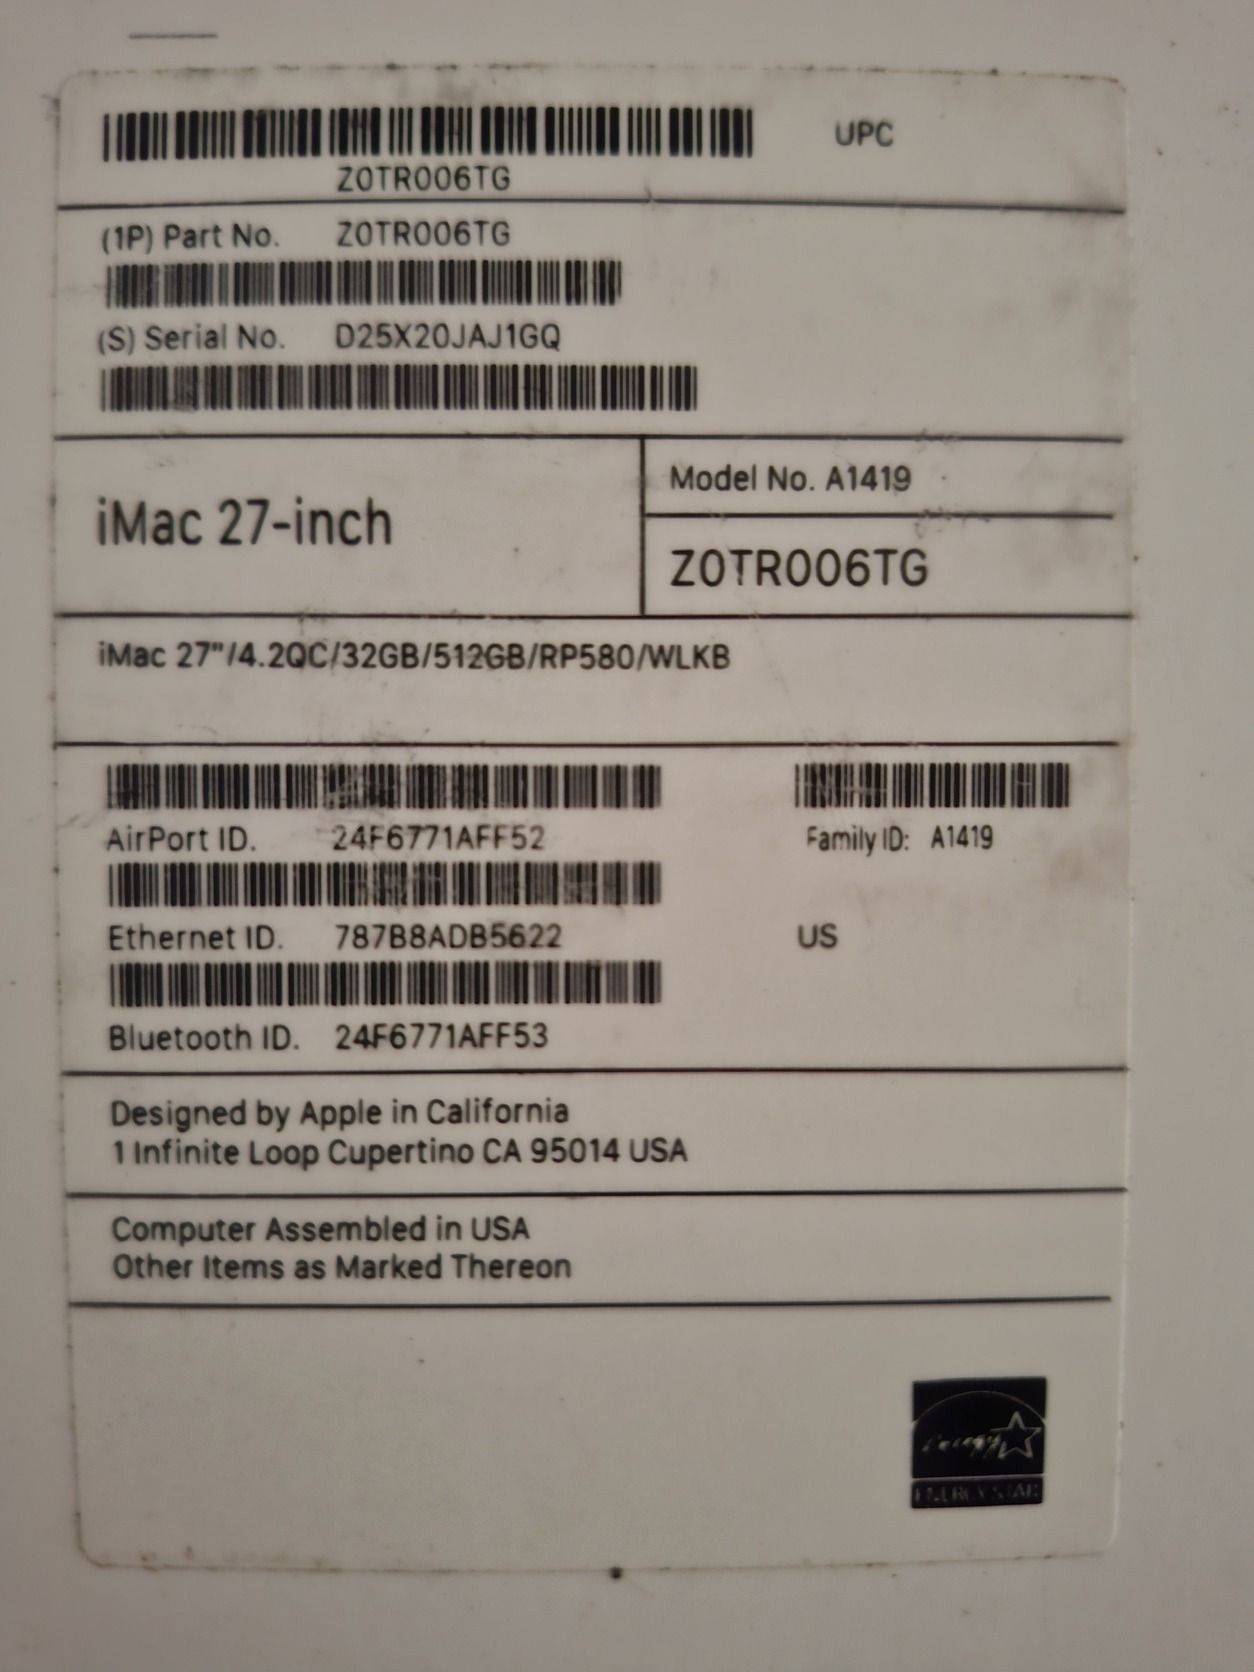 UPC
Z0TR006TG
(1P) Part No. Z0TR006TG
(S) Serial No. D25X20JAJ1GQ
iMac 27-inch
Model No. A1419
Z0TR006TG
iMac 27"/4.2QC/32GB/512GB/RP580/WLKB
AirPort ID. 24F6771AFF52
Family ID: A1419
Ethernet ID. 787B8ADB5622
US
Bluetooth ID. 24F6771AFF53
Designed by Apple in California
1 Infinite Loop Cupertino CA 95014 USA
Computer Assembled in USA
Other Items as Marked Thereon
energy
ENERGY STAR